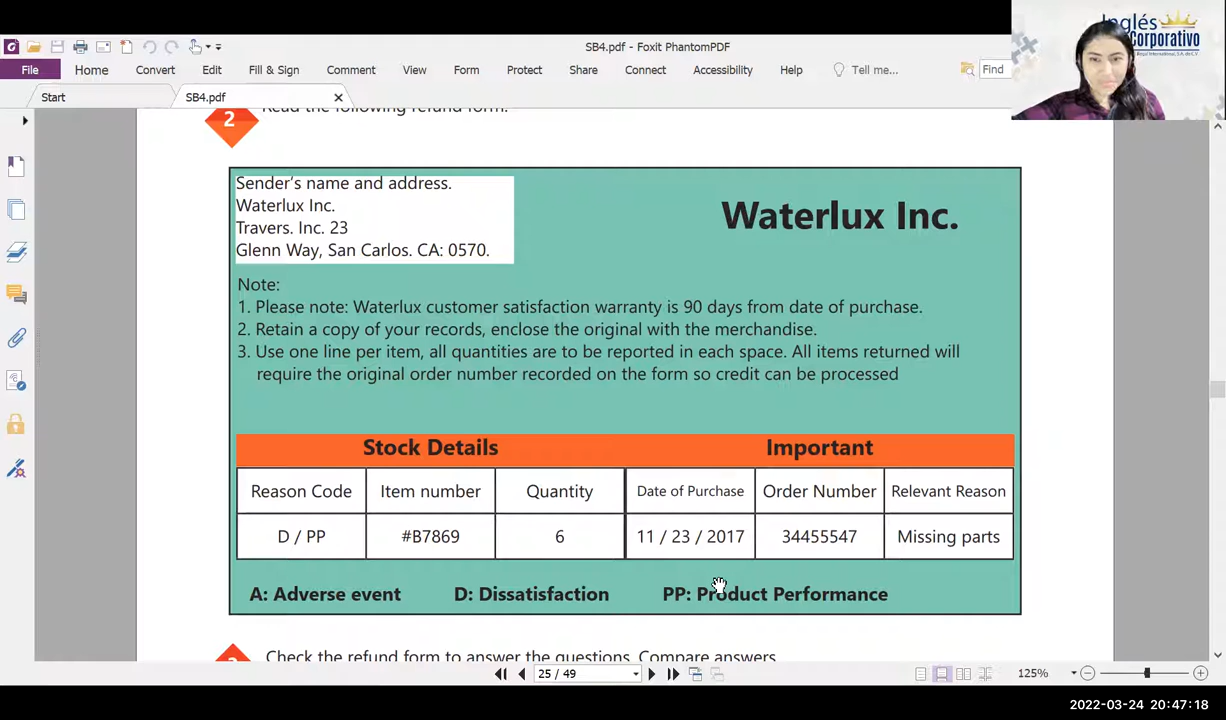 SB4.pdf - Foxit PhantomPDF
File Home Convert Edit Fill & Sign Comment View Form Protect Share Connect Accessibility Help Tell me... Find
Start SB4.pdf
Inglés
Corporativo
2 Read the following refund form.
Sender's name and address.
Waterlux Inc.
Travers. Inc. 23
Glenn Way, San Carlos. CA: 0570.
Waterlux Inc.
Note:
1. Please note: Waterlux customer satisfaction warranty is 90 days from date of purchase.
2. Retain a copy of your records, enclose the original with the merchandise.
3. Use one line per item, all quantities are to be reported in each space. All items returned will
require the original order number recorded on the form so credit can be processed
Stock Details Important
Reason Code Item number Quantity Date of Purchase Order Number Relevant Reason
D / PP #B7869 6 11 / 23 / 2017 34455547 Missing parts
A: Adverse event D: Dissatisfaction PP: Product Performance
Check the refund form to answer the questions. Compare answers.
25 / 49 125%
2022-03-24 20:47:18